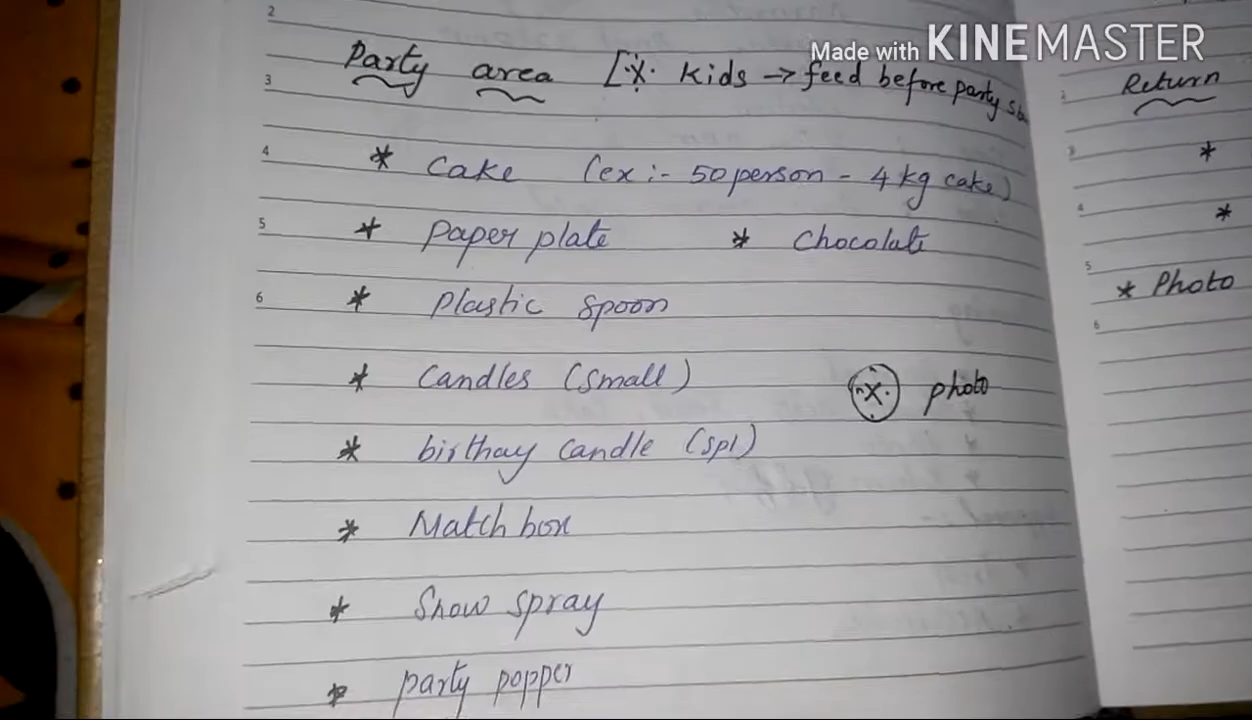 Made with KINEMASTER
Party area [·X· Kids → feed before party
* Cake (ex :- 50 person - 4 kg cake)
* Paper plate * Chocolate
* Plastic Spoon
* Candles (small)
·X· photo
* birthay Candle (spl)
* Match box
* Snow spray
* party popper
Return
*
*
* Photo
2
3
4
5
6